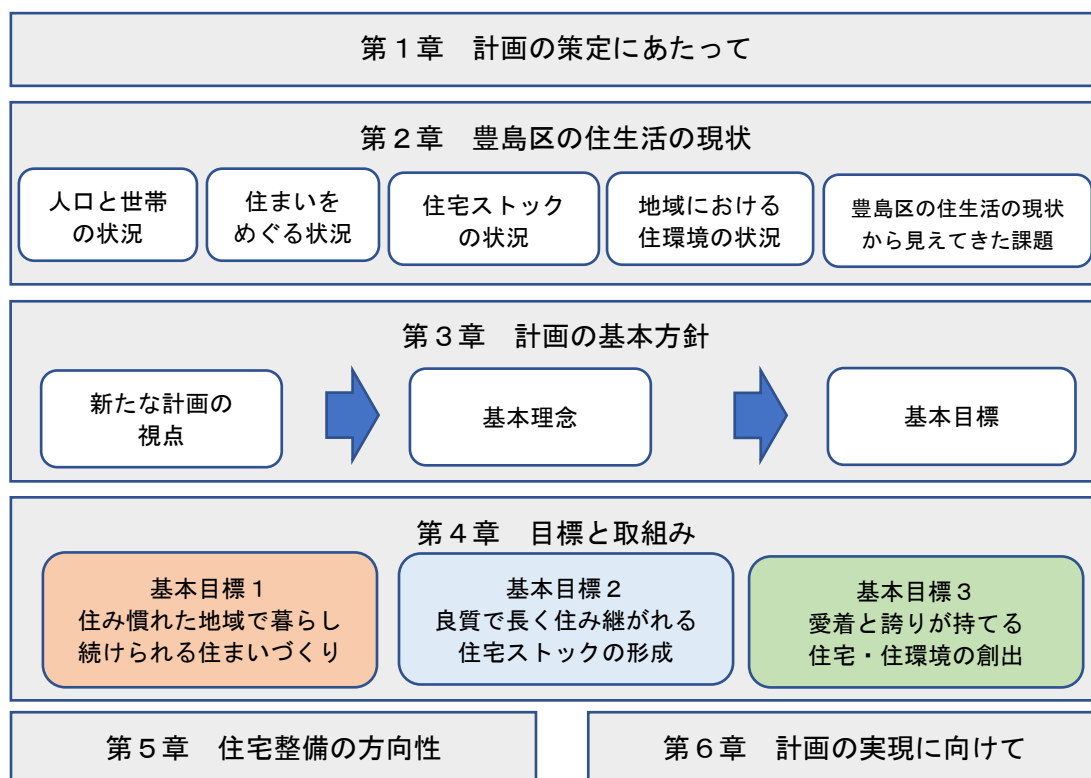 第１章　計画の策定にあたって
第２章　豊島区の住生活の現状
人口と世帯
の状況
住まいを
めぐる状況
住宅ストック
の状況
地域における
住環境の状況
豊島区の住生活の現状
から見えてきた課題
第３章　計画の基本方針
新たな計画の
視点
基本理念
基本目標
第４章　目標と取組み
基本目標１
住み慣れた地域で暮らし
続けられる住まいづくり
基本目標２
良質で長く住み継がれる
住宅ストックの形成
基本目標３
愛着と誇りが持てる
住宅・住環境の創出
第５章　住宅整備の方向性
第６章　計画の実現に向けて